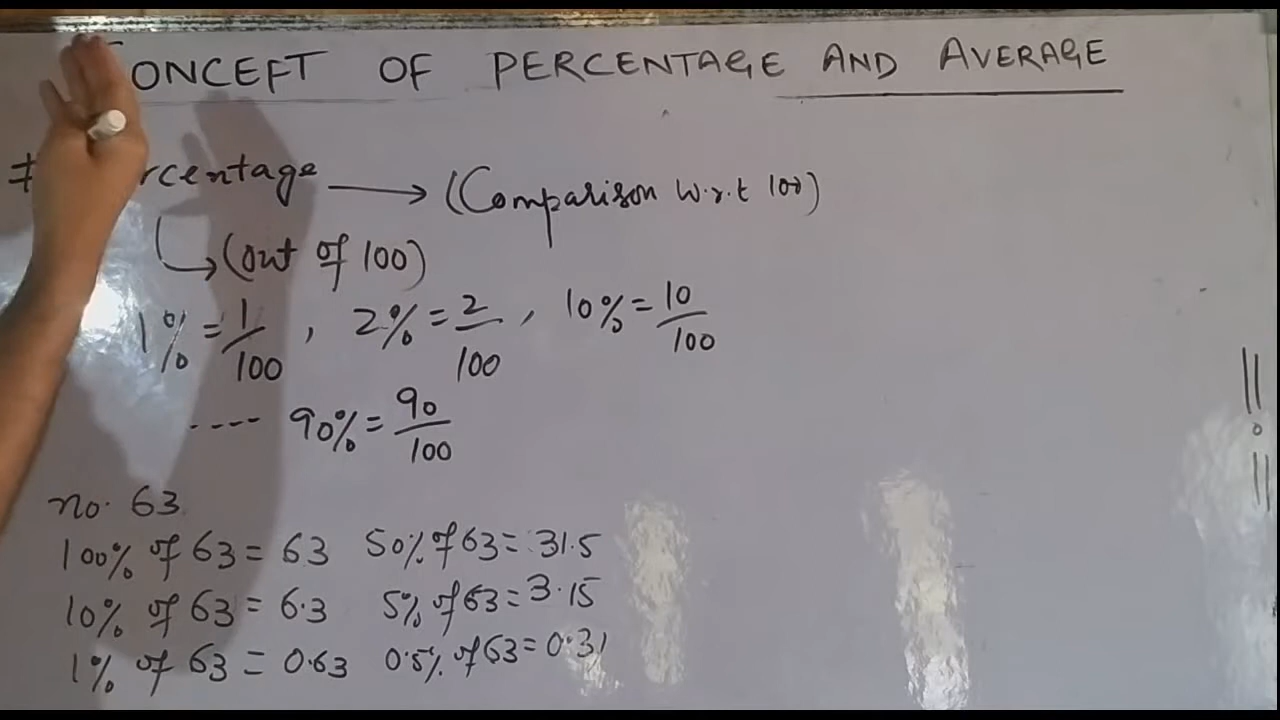 CONCEPT OF PERCENTAGE AND AVERAGE
rcentage → (Comparison w.r.t 100)
(out of 100)
1% = 1/100 , 2% = 2/100 , 10% = 10/100
---- 90% = 90/100
no. 63
100% of 63 = 63 50% of 63 = 31.5
10% of 63 = 6.3 5% of 63 = 3.15
1% of 63 = 0.63 0.5% of 63 = 0.31